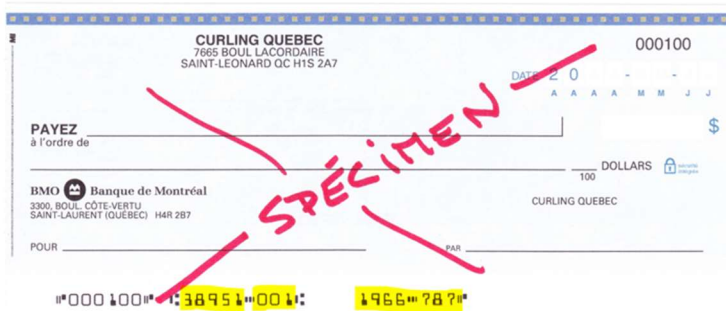 CURLING QUEBEC
7665 BOUL LACORDAIRE
SAINT-LEONARD QC H1S 2A7
000100
DATE 2 0 - -
A A A A M M J J
PAYEZ
à l'ordre de
$
100 DOLLARS
BMO Banque de Montréal
3300, BOUL. CÔTE-VERTU
SAINT-LAURENT (QUÉBEC) H4R 2B7
CURLING QUEBEC
SPÉCIMEN
POUR
PAR
⑈000100⑈ ⑆38951⑉001⑆ 1966⑉787⑈